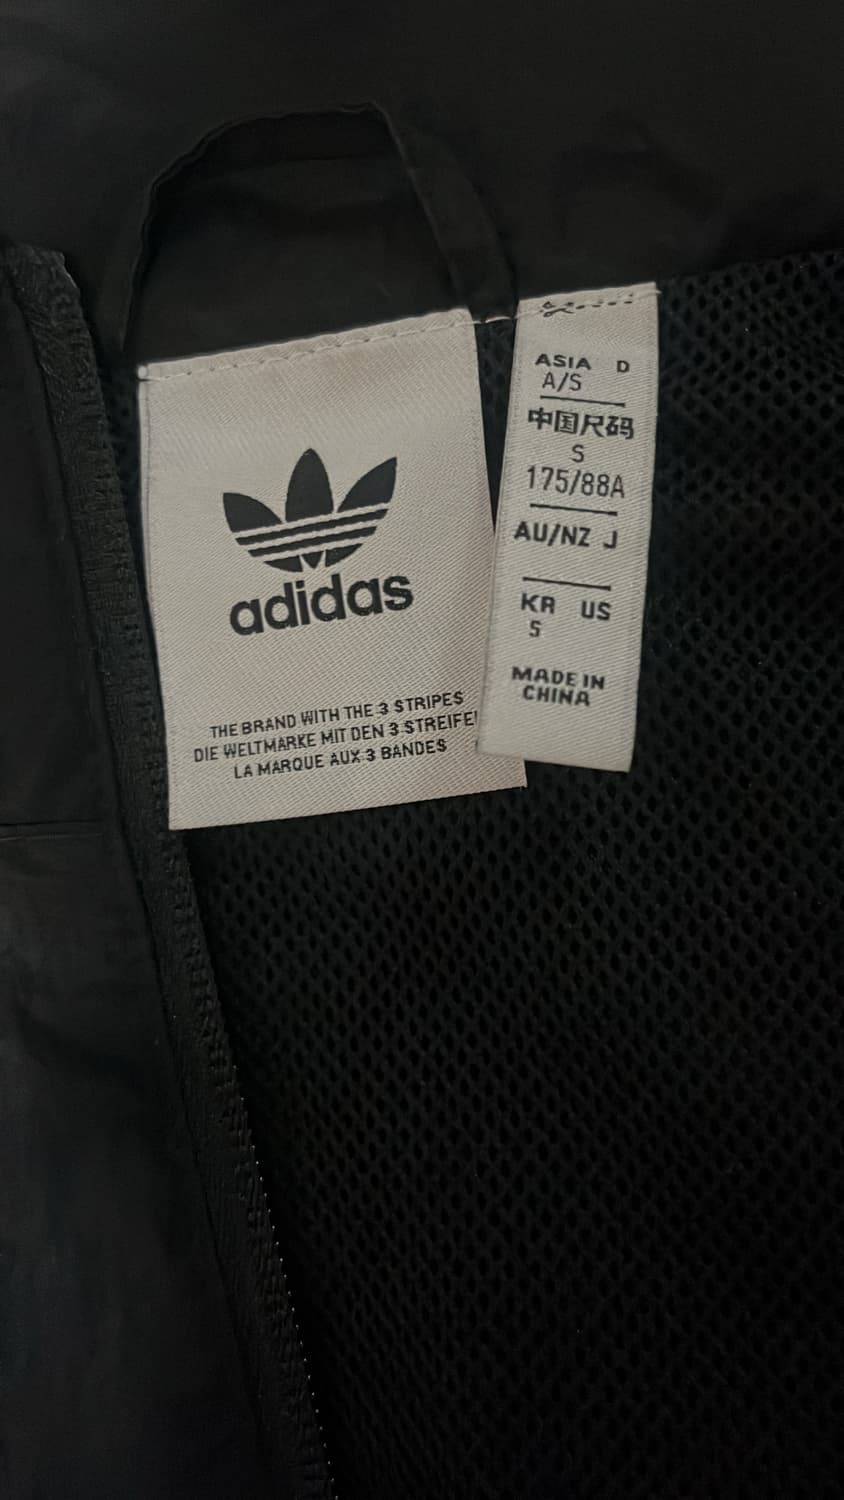 adidas
THE BRAND WITH THE 3 STRIPES
DIE WELTMARKE MIT DEN 3 STREIFE
LA MARQUE AUX 3 BANDES
ASIA D
A/S
中国尺码
S
175/88A
AU/NZ J
KR US
S
MADE IN
CHINA